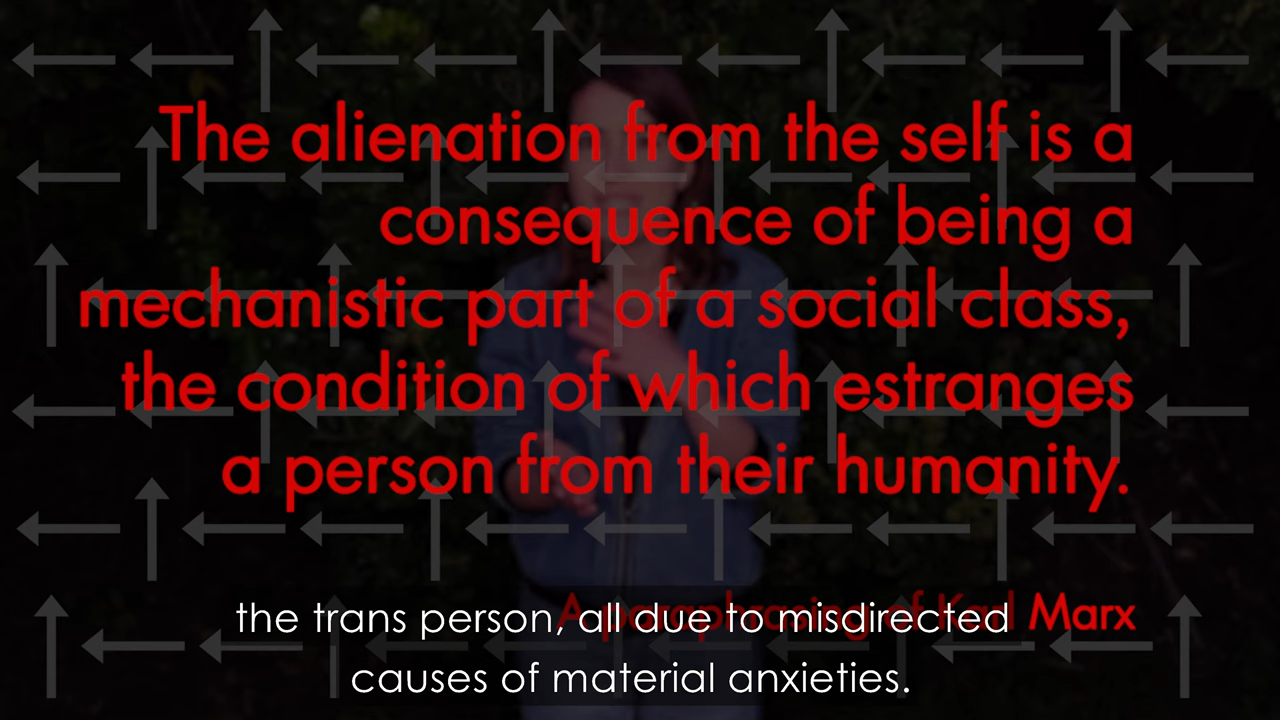 The alienation from the self is a
consequence of being a
mechanistic part of a social class,
the condition of which estranges
a person from their humanity.
A paraphrasing of Karl Marx
the trans person, all due to misdirected
causes of material anxieties.